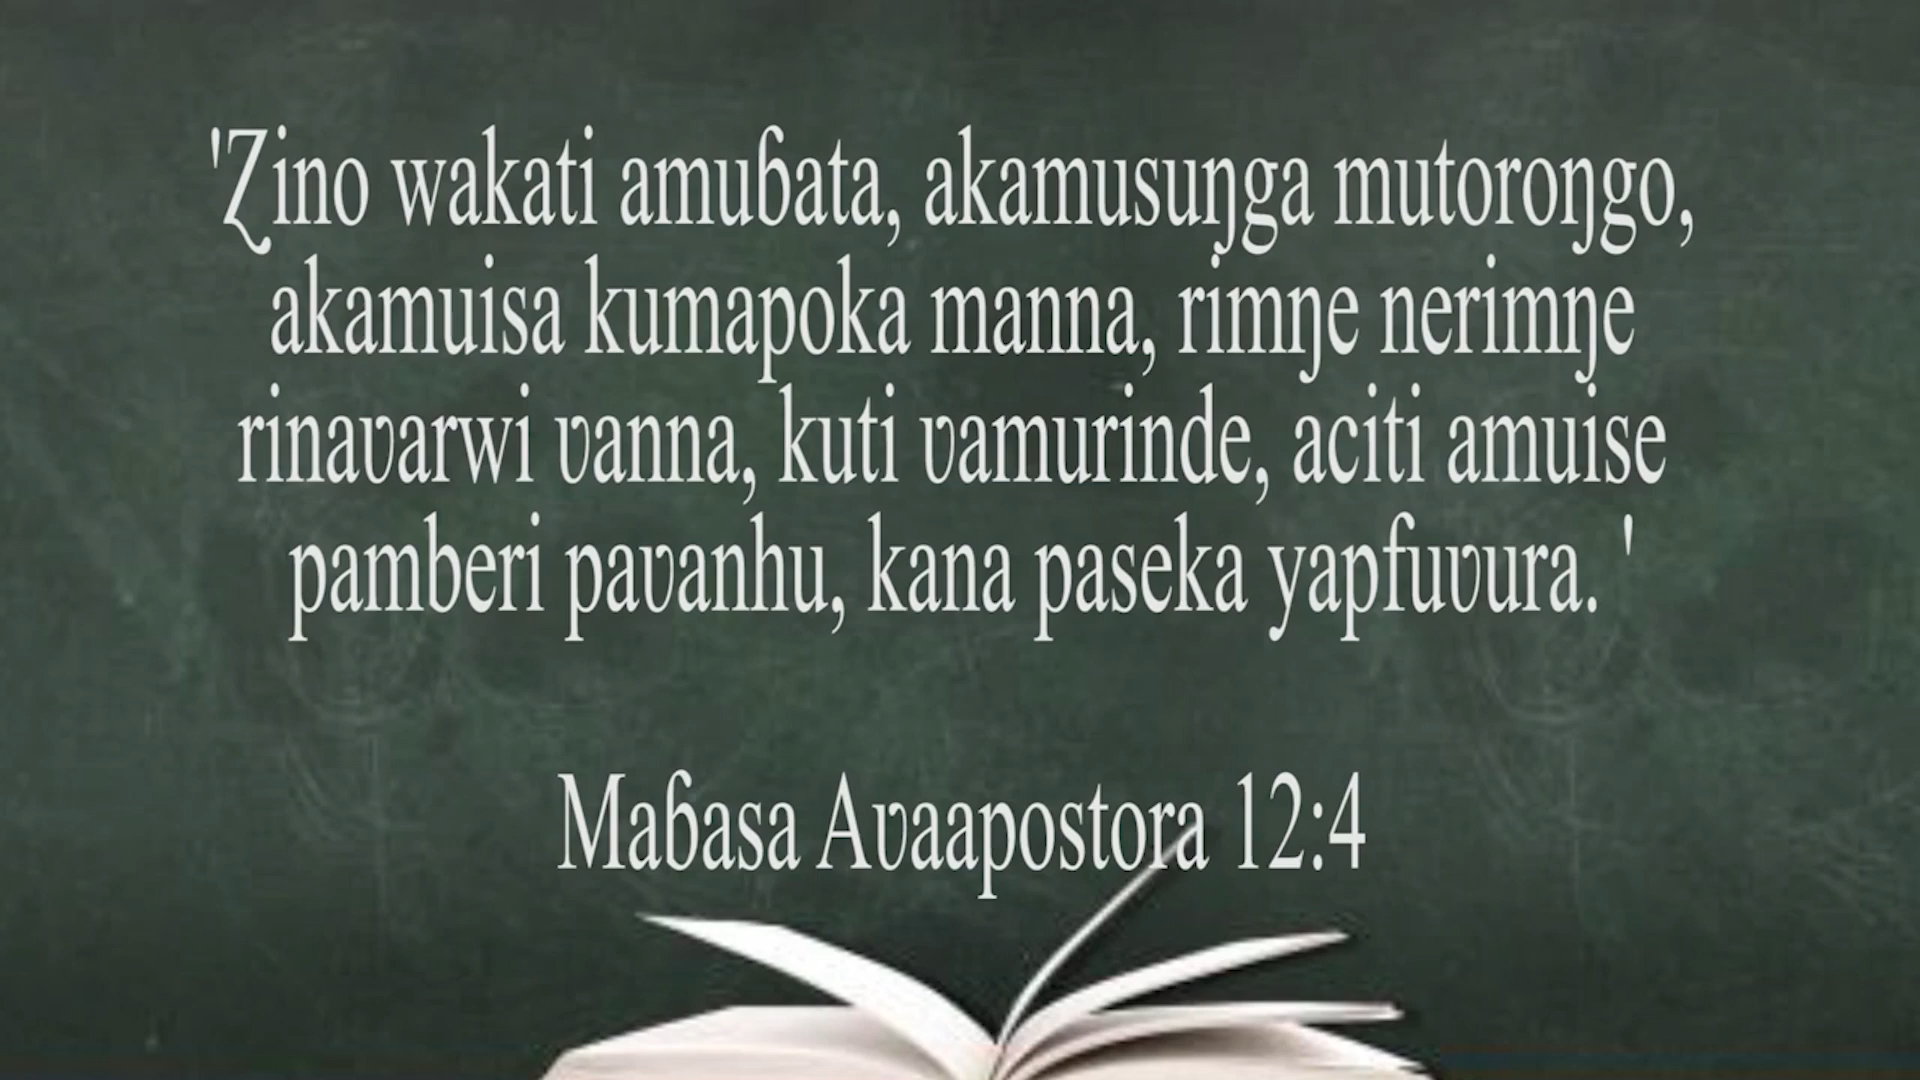 'Ɀino wakati amuɓata, akamusuŋga mutoroŋgo,
akamuisa kumapoka manna, rimŋe nerimŋe
rinaʋarwi ʋanna, kuti ʋamurinde, aciti amuise
pamberi paʋanhu, kana paseka yapfuʋura. '
Maɓasa Aʋaapostora 12:4